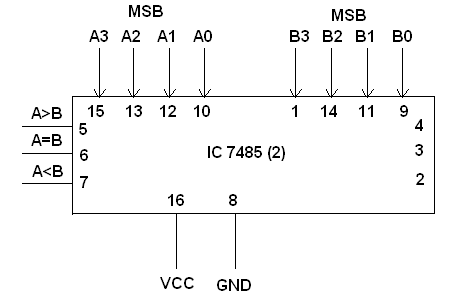 MSB MSB
A3 A2 A1 A0 B3 B2 B1 B0
15 13 12 10 1 14 11 9
A>B 5 4
A=B 6 IC 7485 (2) 3
A<B 7 2
16 8
VCC GND